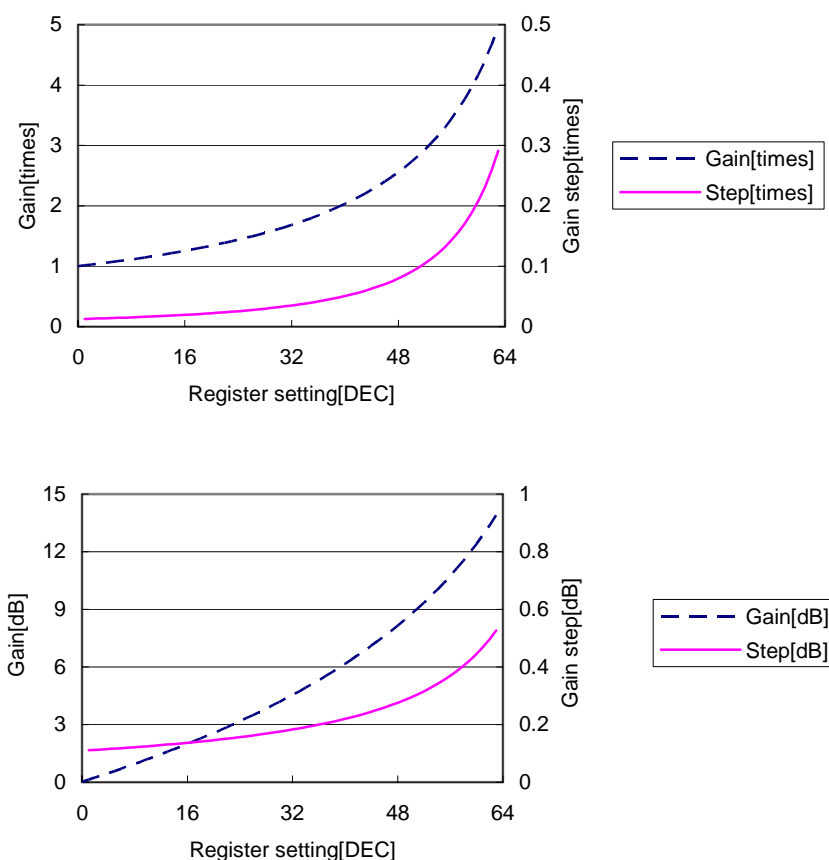 5
4
3
2
1
0
Gain[times]
0.5
0.4
0.3
0.2
0.1
0
Gain step[times]
0 16 32 48 64
Register setting[DEC]
Gain[times]
Step[times]
15
12
9
6
3
0
Gain[dB]
1
0.8
0.6
0.4
0.2
0
Gain step[dB]
0 16 32 48 64
Register setting[DEC]
Gain[dB]
Step[dB]